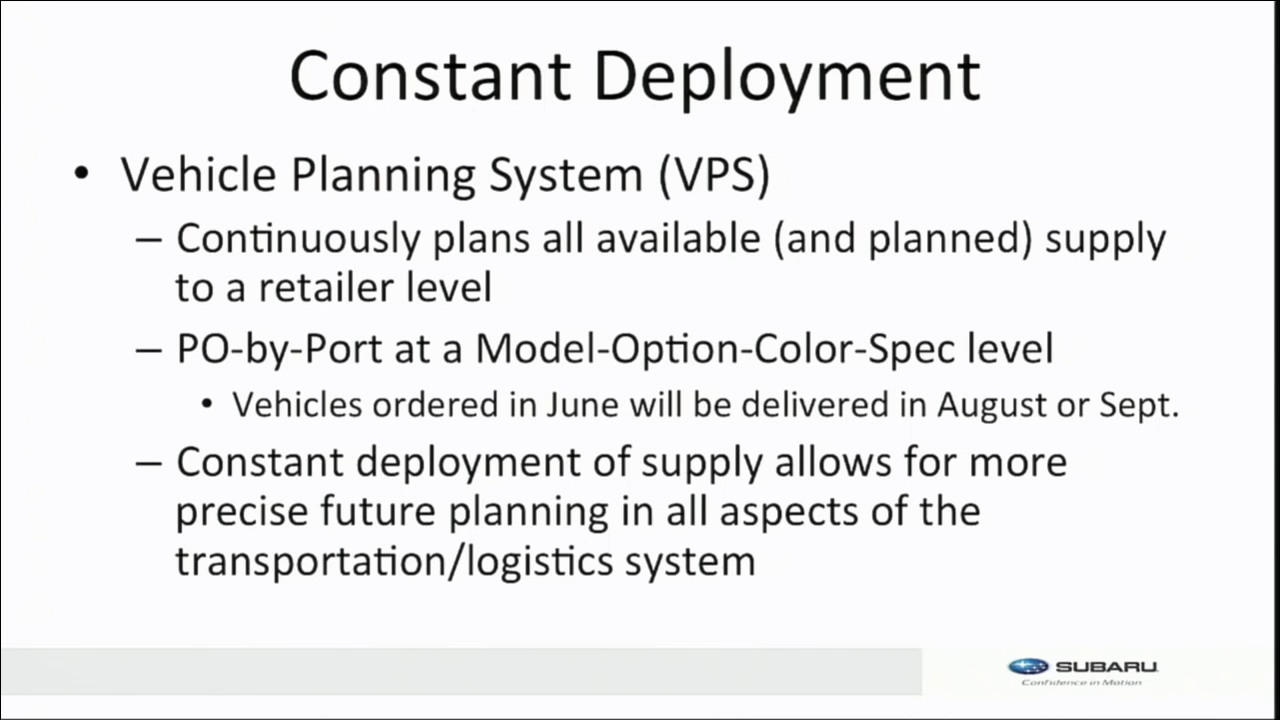 Constant Deployment
• Vehicle Planning System (VPS)
– Continuously plans all available (and planned) supply
to a retailer level
– PO-by-Port at a Model-Option-Color-Spec level
• Vehicles ordered in June will be delivered in August or Sept.
– Constant deployment of supply allows for more
precise future planning in all aspects of the
transportation/logistics system
SUBARU
Confidence in Motion